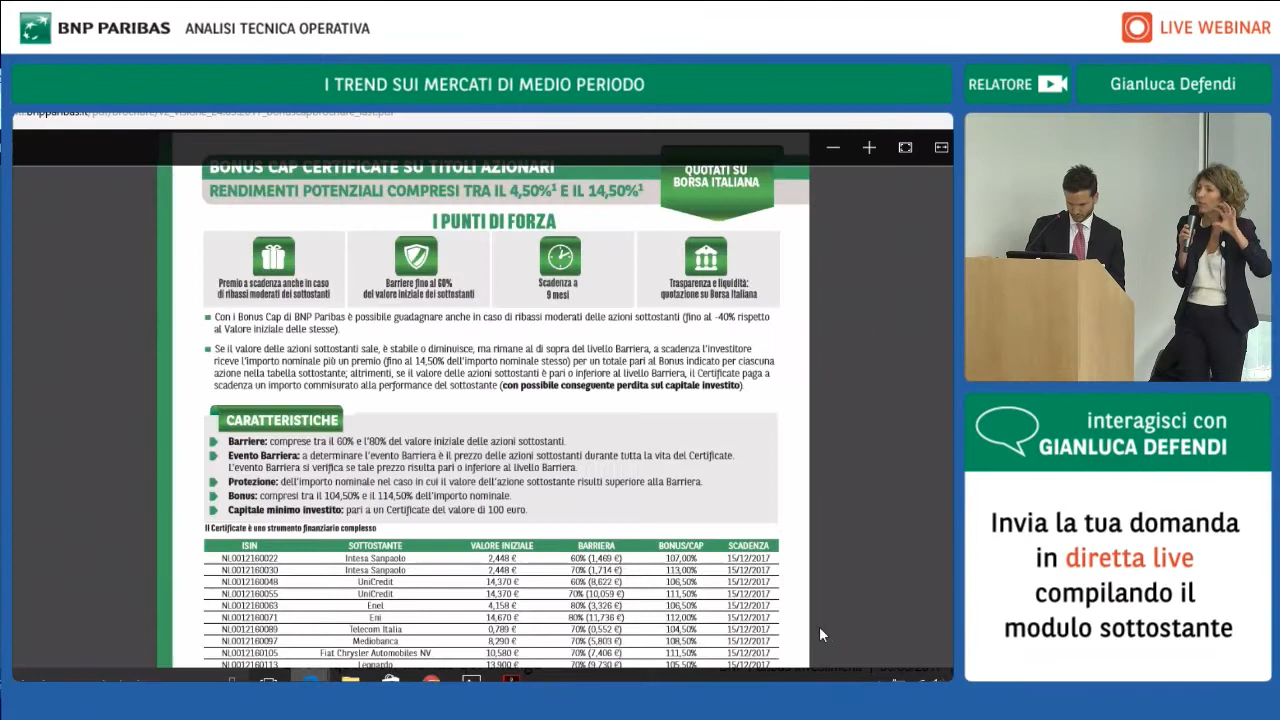 BNP PARIBAS
ANALISI TECNICA OPERATIVA
LIVE WEBINAR
I TREND SUI MERCATI DI MEDIO PERIODO
RELATORE
Gianluca Defendi
BONUS CAP CERTIFICATE SU TITOLI AZIONARI
RENDIMENTI POTENZIALI COMPRESI TRA IL 4,50%¹ E IL 14,50%¹
QUOTATI SU
BORSA ITALIANA
I PUNTI DI FORZA
Premio a scadenza anche in caso
di ribassi moderati dei sottostanti
Barriere fino al 60%
del valore iniziale dei sottostanti
Scadenza a
9 mesi
Trasparenza e liquidità:
quotazione su Borsa Italiana
Con i Bonus Cap di BNP Paribas è possibile guadagnare anche in caso di ribassi moderati delle azioni sottostanti (fino al -40% rispetto
al Valore iniziale delle stesse).
Se il valore delle azioni sottostanti sale, è stabile o diminuisce, ma rimane al di sopra del livello Barriera, a scadenza l'investitore
riceve l'importo nominale più un premio (fino al 14,50% dell'importo nominale stesso) per un totale pari al Bonus indicato per ciascuna
azione nella tabella sottostante; altrimenti, se il valore delle azioni sottostanti è pari o inferiore al livello Barriera, il Certificate paga a
scadenza un importo commisurato alla performance del sottostante (con possibile conseguente perdita sul capitale investito).
CARATTERISTICHE
Barriere: comprese tra il 60% e l'80% del valore iniziale delle azioni sottostanti.
Evento Barriera: a determinare l'evento Barriera è il prezzo delle azioni sottostanti durante tutta la vita del Certificate.
L'evento Barriera si verifica se tale prezzo risulta pari o inferiore al livello Barriera.
Protezione: dell'importo nominale nel caso in cui il valore dell'azione sottostante risulti superiore alla Barriera.
Bonus: compresi tra il 104,50% e il 114,50% dell'importo nominale.
Capitale minimo investito: pari a un Certificate del valore di 100 euro.
Il Certificate è uno strumento finanziario complesso
ISIN SOTTOSTANTE VALORE INIZIALE BARRIERA BONUS/CAP SCADENZA
NL0012160022 Intesa Sanpaolo 2,448 € 60% (1,469 €) 107,00% 15/12/2017
NL0012160030 Intesa Sanpaolo 2,448 € 70% (1,714 €) 113,00% 15/12/2017
NL0012160048 UniCredit 14,370 € 60% (8,622 €) 106,50% 15/12/2017
NL0012160055 UniCredit 14,370 € 70% (10,059 €) 111,50% 15/12/2017
NL0012160063 Enel 4,158 € 80% (3,326 €) 106,50% 15/12/2017
NL0012160071 Eni 14,670 € 80% (11,736 €) 112,00% 15/12/2017
NL0012160089 Telecom Italia 0,789 € 70% (0,552 €) 104,50% 15/12/2017
NL0012160097 Mediobanca 8,290 € 70% (5,803 €) 108,50% 15/12/2017
NL0012160105 Fiat Chrysler Automobiles NV 10,580 € 70% (7,406 €) 111,50% 15/12/2017
NL0012160113 Leonardo 13,900 € 70% (9,730 €) 105,50% 15/12/2017
interagisci con
GIANLUCA DEFENDI
Invia la tua domanda
in diretta live
compilando il
modulo sottostante